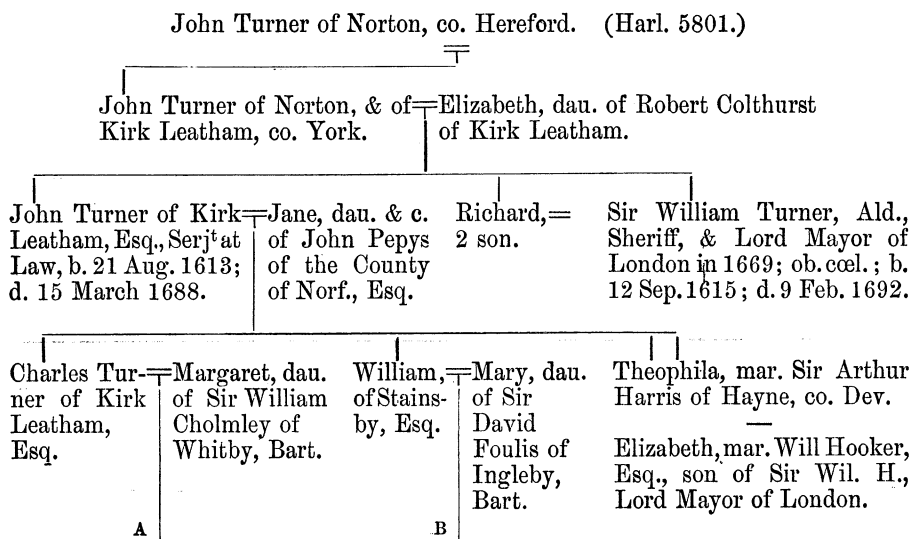 John Turner of Norton, co. Hereford. (Harl. 5801.)
John Turner of Norton, & of
Kirk Leatham, co. York.
Elizabeth, dau. of Robert Colthurst
of Kirk Leatham.
John Turner of Kirk
Leatham, Esq., Serjᵗ at
Law, b. 21 Aug. 1613;
d. 15 March 1688.
Jane, dau. & c.
of John Pepys
of the County
of Norf., Esq.
Richard,=
2 son.
Sir William Turner, Ald.,
Sheriff, & Lord Mayor of
London in 1669; ob. cœl.; b.
12 Sep. 1615; d. 9 Feb. 1692.
Charles Tur-
ner of Kirk
Leatham,
Esq.
Margaret, dau.
of Sir William
Cholmley of
Whitby, Bart.
William,
of Stains-
by, Esq.
Mary, dau.
of Sir
David
Foulis of
Ingleby,
Bart.
Theophila, mar. Sir Arthur
Harris of Hayne, co. Dev.
—
Elizabeth, mar. Will Hooker,
Esq., son of Sir Wil. H.,
Lord Mayor of London.
A
B